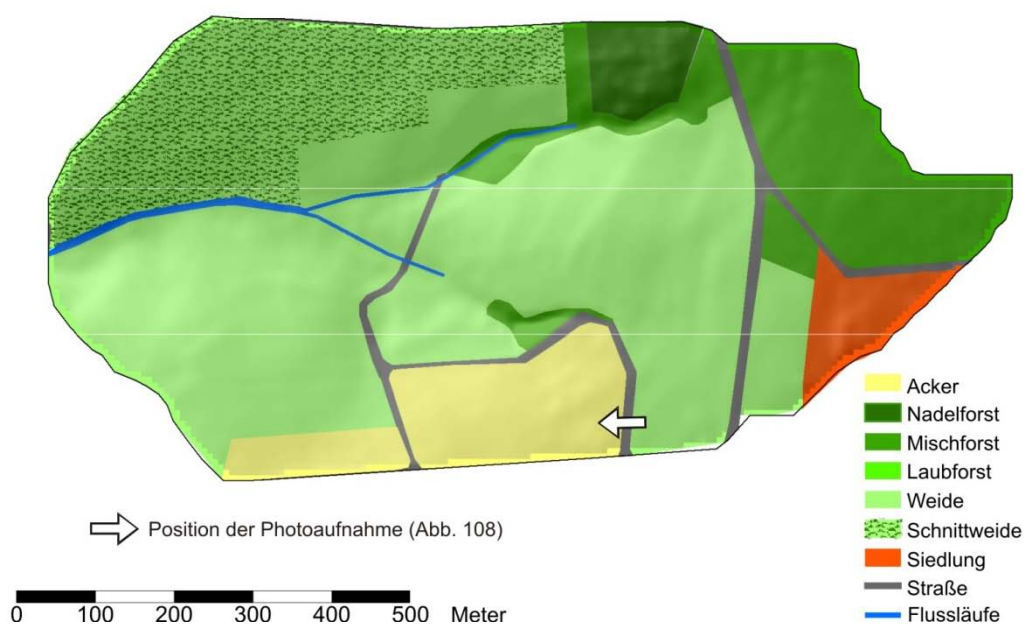 Acker
Nadelforst
Mischforst
Laubforst
Weide
Schnittweide
Siedlung
Straße
Flussläufe
Position der Photoaufnahme (Abb. 108)
0 100 200 300 400 500 Meter